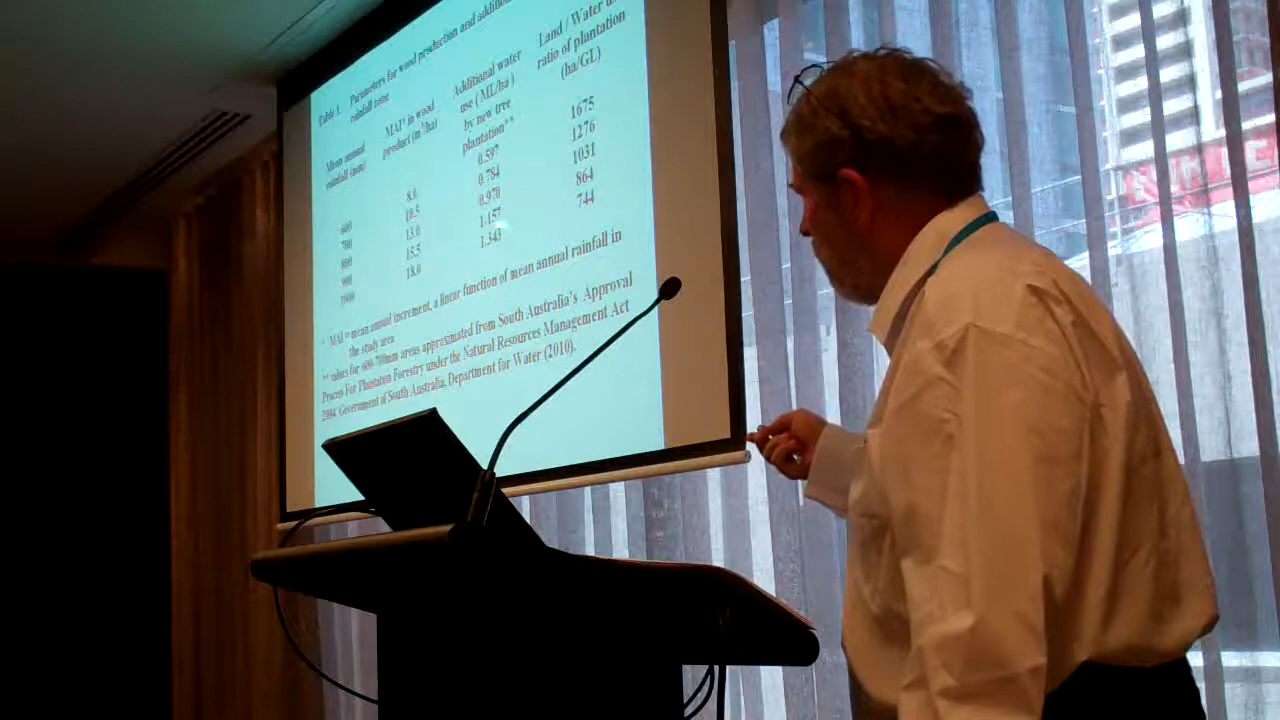 Table 1. Parameters for wood production and additional
rainfall zone
Mean annual rainfall (mm) MAI* in wood product (m³/ha) Additional water use (ML/ha) by new tree plantation** Land / Water ratio of plantation (ha/GL)
600 8.0 0.597 1675
700 10.5 0.784 1276
800 13.0 0.970 1031
900 15.5 1.157 864
1000 18.0 1.343 744
* MAI = mean annual increment, a linear function of mean annual rainfall in
the study area
** values for 600-700mm areas approximated from South Australia's Approval
Process For Plantation Forestry under the Natural Resources Management Act
2004, Government of South Australia, Department for Water (2010).